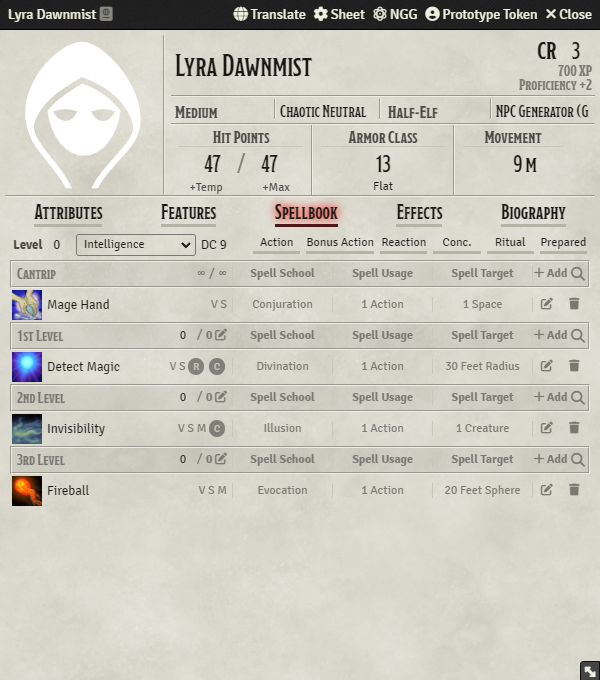 Lyra Dawnmist Translate Sheet NGG Prototype Token Close
Lyra Dawnmist CR 3
700 XP
Proficiency +2
Medium Chaotic Neutral Half-Elf NPC Generator (G
Hit Points Armor Class Movement
47 / 47 13 9 m
+Temp +Max Flat
Attributes Features Spellbook Effects Biography
Level 0 Intelligence DC 9 Action Bonus Action Reaction Conc. Ritual Prepared
Cantrip ∞ / ∞ Spell School Spell Usage Spell Target + Add
Mage Hand V S Conjuration 1 Action 1 Space
1st Level 0 / 0 Spell School Spell Usage Spell Target + Add
Detect Magic V S R C Divination 1 Action 30 Feet Radius
2nd Level 0 / 0 Spell School Spell Usage Spell Target + Add
Invisibility V S M C Illusion 1 Action 1 Creature
3rd Level 0 / 0 Spell School Spell Usage Spell Target + Add
Fireball V S M Evocation 1 Action 20 Feet Sphere